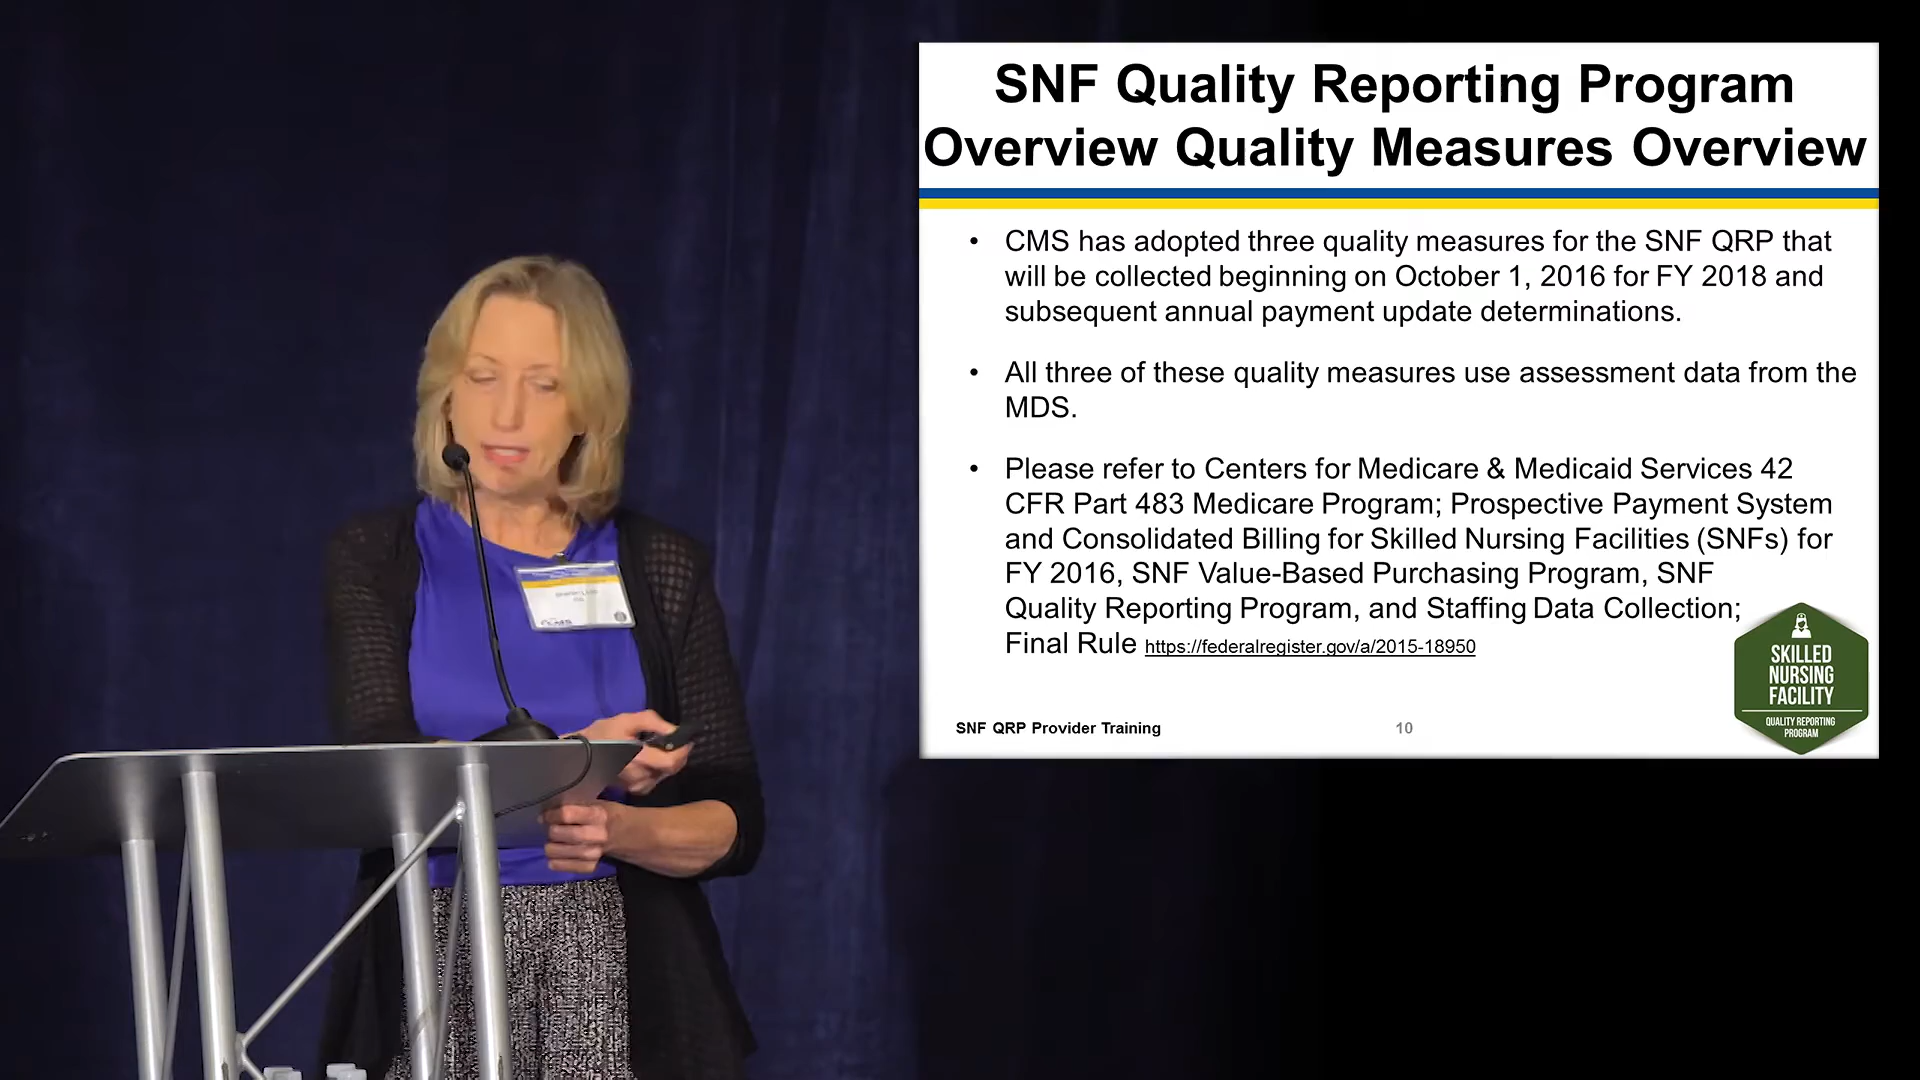 SNF Quality Reporting Program
Overview Quality Measures Overview
• CMS has adopted three quality measures for the SNF QRP that
will be collected beginning on October 1, 2016 for FY 2018 and
subsequent annual payment update determinations.
• All three of these quality measures use assessment data from the
MDS.
• Please refer to Centers for Medicare & Medicaid Services 42
CFR Part 483 Medicare Program; Prospective Payment System
and Consolidated Billing for Skilled Nursing Facilities (SNFs) for
FY 2016, SNF Value-Based Purchasing Program, SNF
Quality Reporting Program, and Staffing Data Collection;
Final Rule https://federalregister.gov/a/2015-18950
SKILLED
NURSING
FACILITY
QUALITY REPORTING
PROGRAM
SNF QRP Provider Training
10
CMS